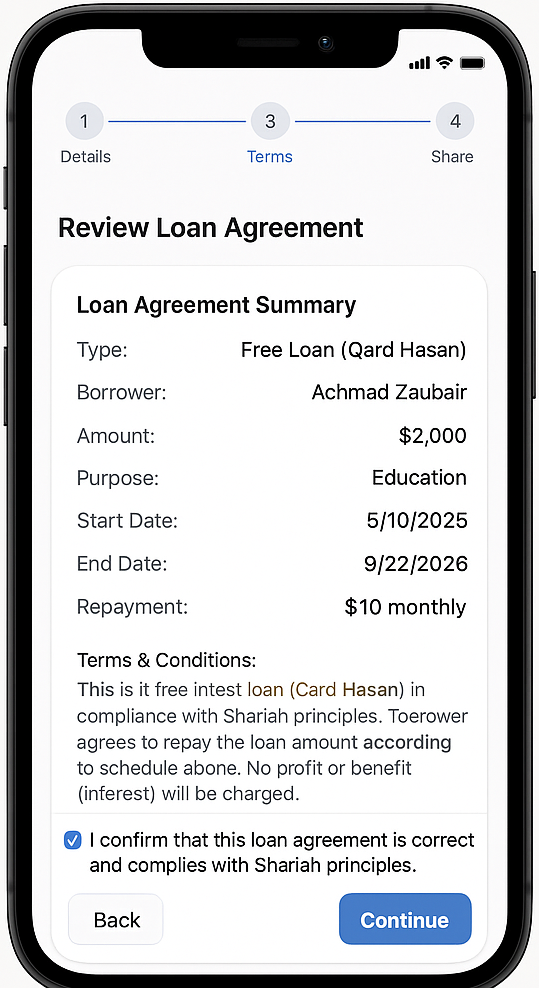 1 3 4
Details Terms Share
Review Loan Agreement
Loan Agreement Summary
Type: Free Loan (Qard Hasan)
Borrower: Achmad Zaubair
Amount: $2,000
Purpose: Education
Start Date: 5/10/2025
End Date: 9/22/2026
Repayment: $10 monthly
Terms & Conditions:
This is it free intest loan (Card Hasan) in
compliance with Shariah principles. Toerower
agrees to repay the loan amount according
to schedule abone. No profit or benefit
(inferest) will be charged.
I confirm that this loan agreement is correct
and complies with Shariah principles.
Back Continue